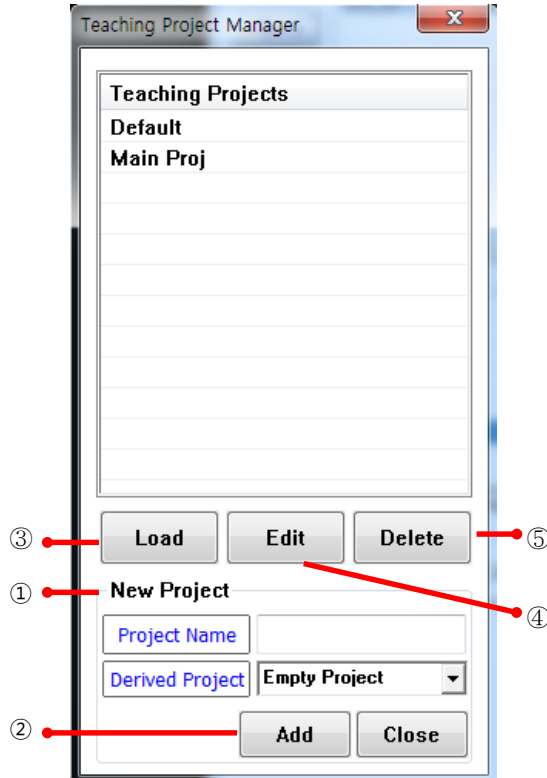 Teaching Project Manager
Teaching Projects
Default
Main Proj
③ Load Edit Delete ⑤
① New Project
④
Project Name
Derived Project Empty Project
② Add Close